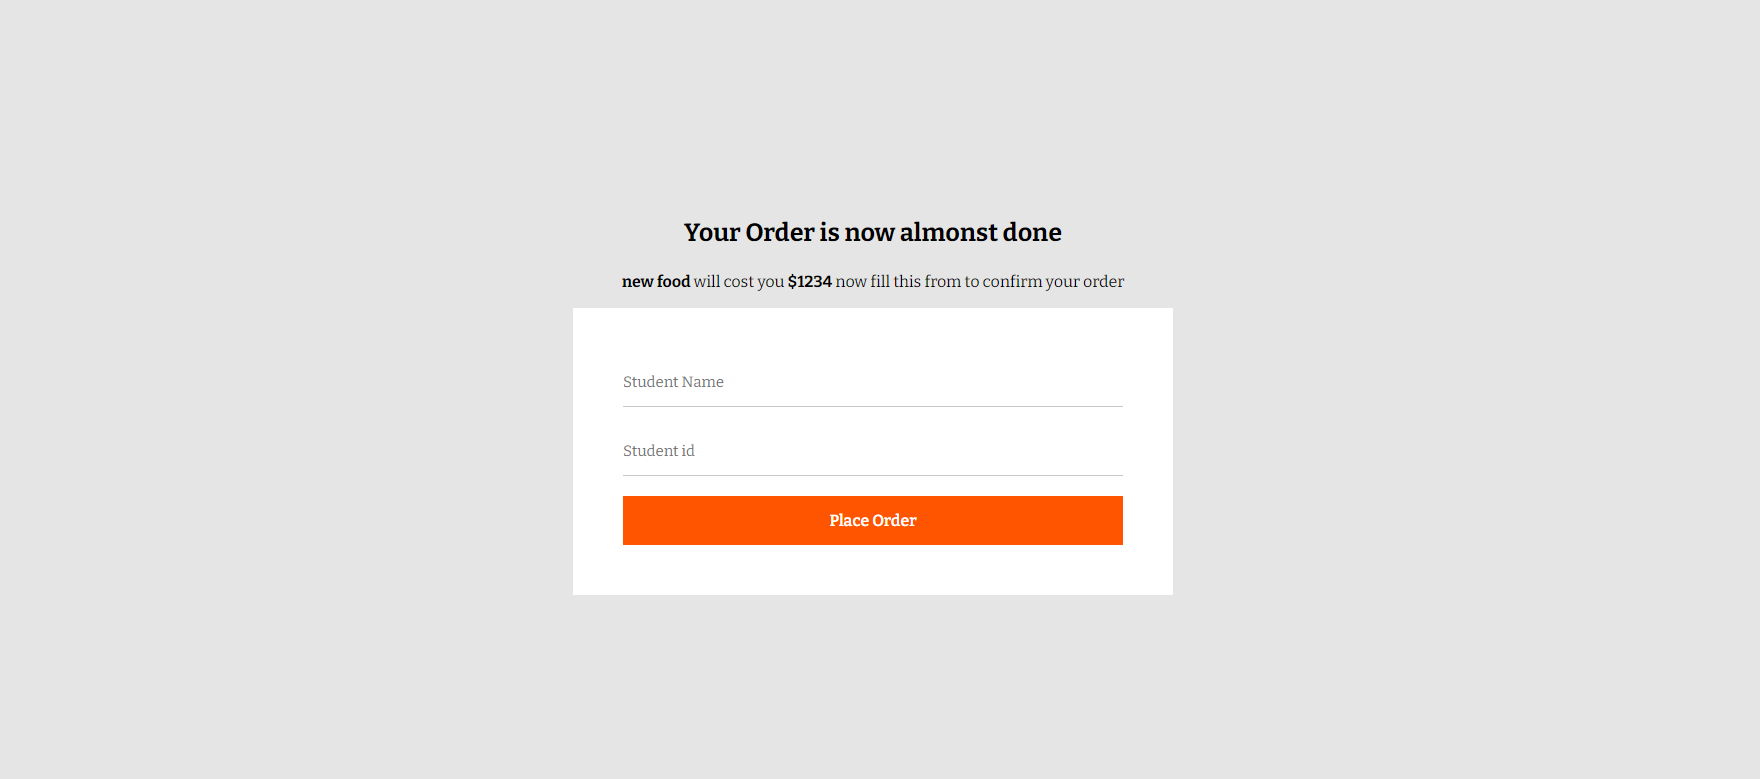 Your Order is now almonst done
new food will cost you $1234 now fill this from to confirm your order
Student Name
Student id
Place Order